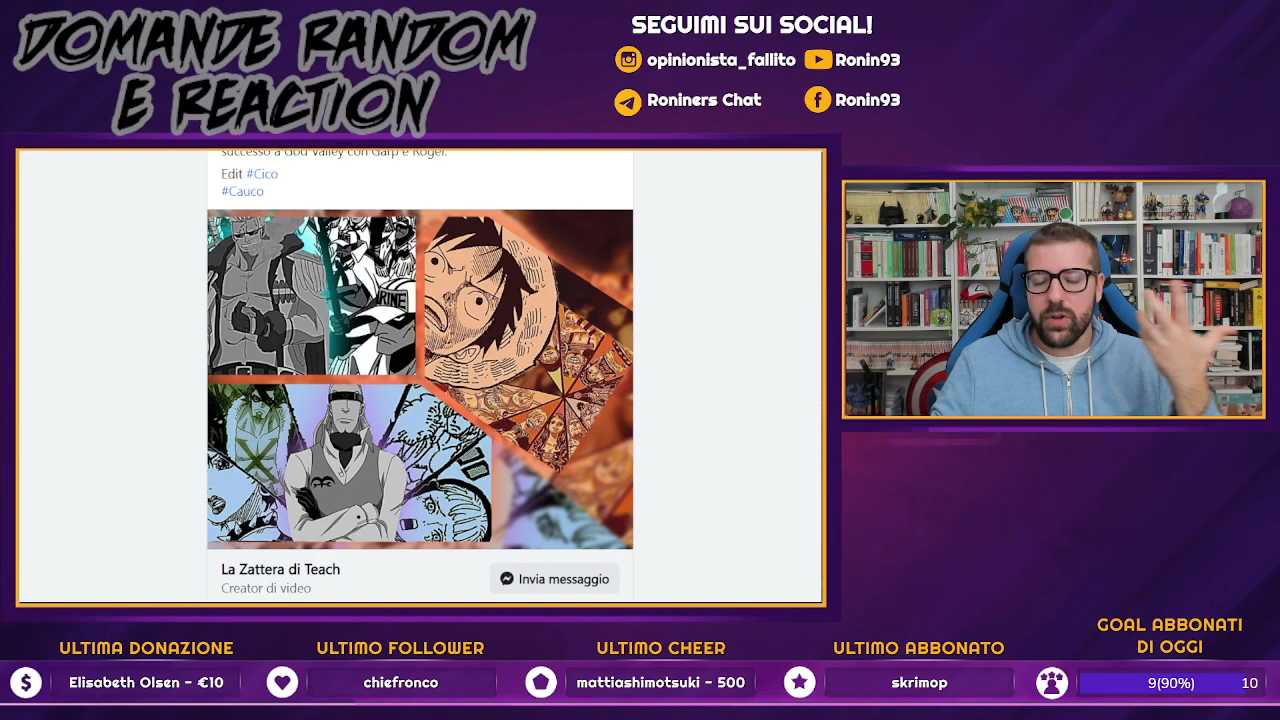 DOMANDE RANDOM
E REACTION
SEGUIMI SUI SOCIAL!
opinionista_fallito
Ronin93
Roniners Chat
Ronin93
successo a God Valley con Garp e Roger.
Edit #Cico
#Cauco
MARINE
La Zattera di Teach
Creator di video
Invia messaggio
ULTIMA DONAZIONE
Elisabeth Olsen - €10
ULTIMO FOLLOWER
chiefronco
ULTIMO CHEER
mattiashimotsuki - 500
ULTIMO ABBONATO
skrimop
GOAL ABBONATI
DI OGGI
9(90%)
10